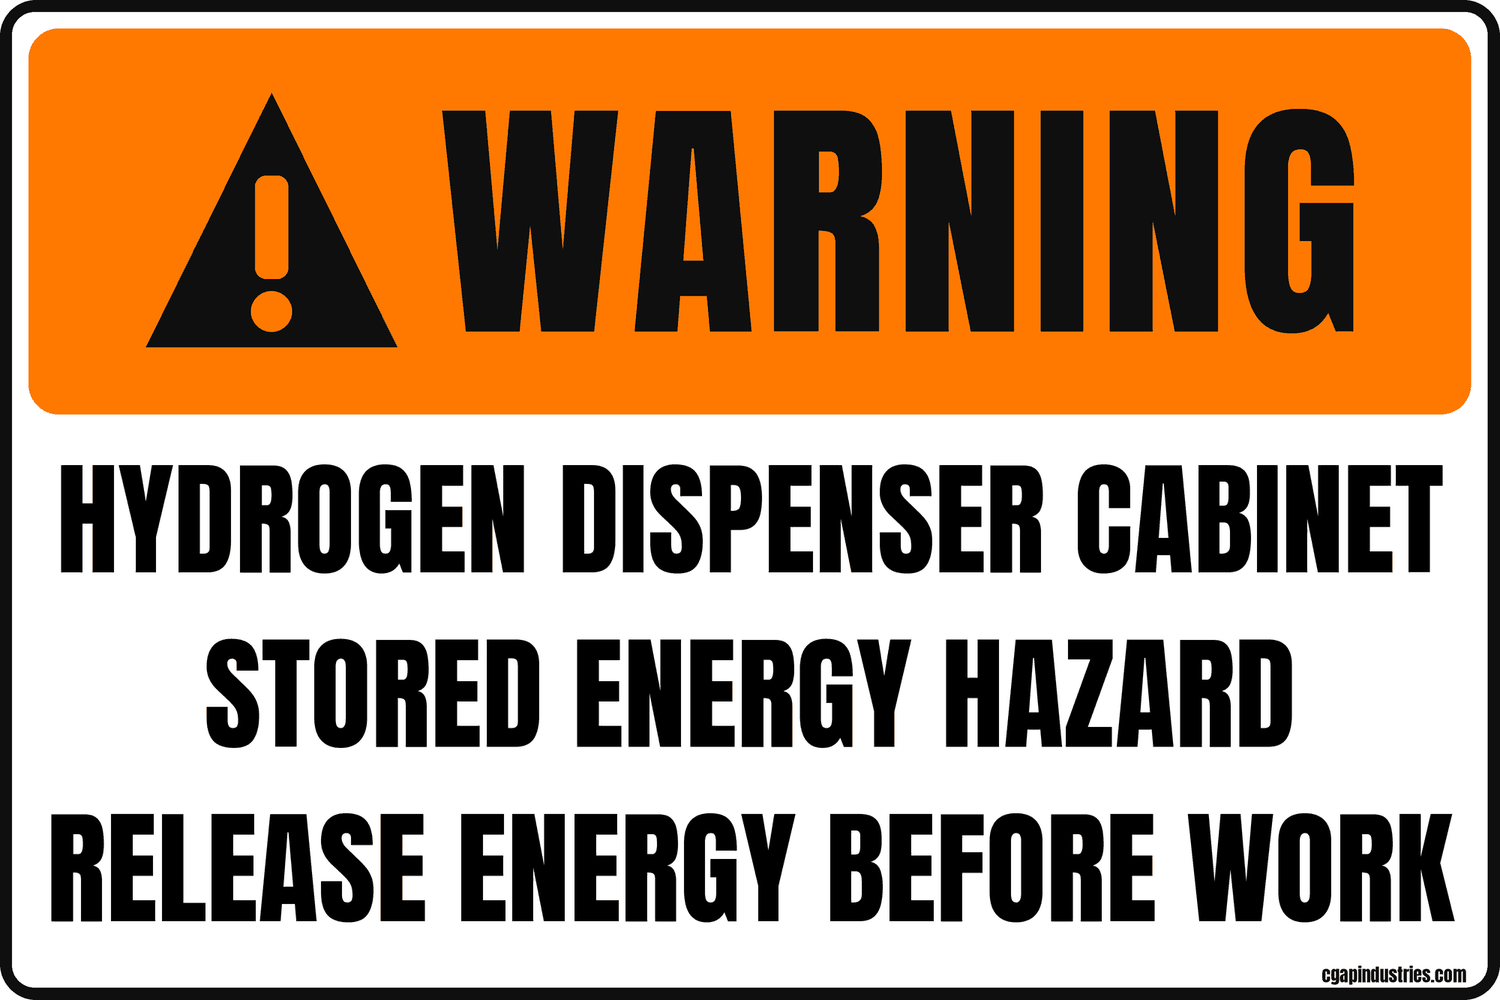 WARNING
HYDROGEN DISPENSER CABINET
STORED ENERGY HAZARD
RELEASE ENERGY BEFORE WORK
cgapindustries.com